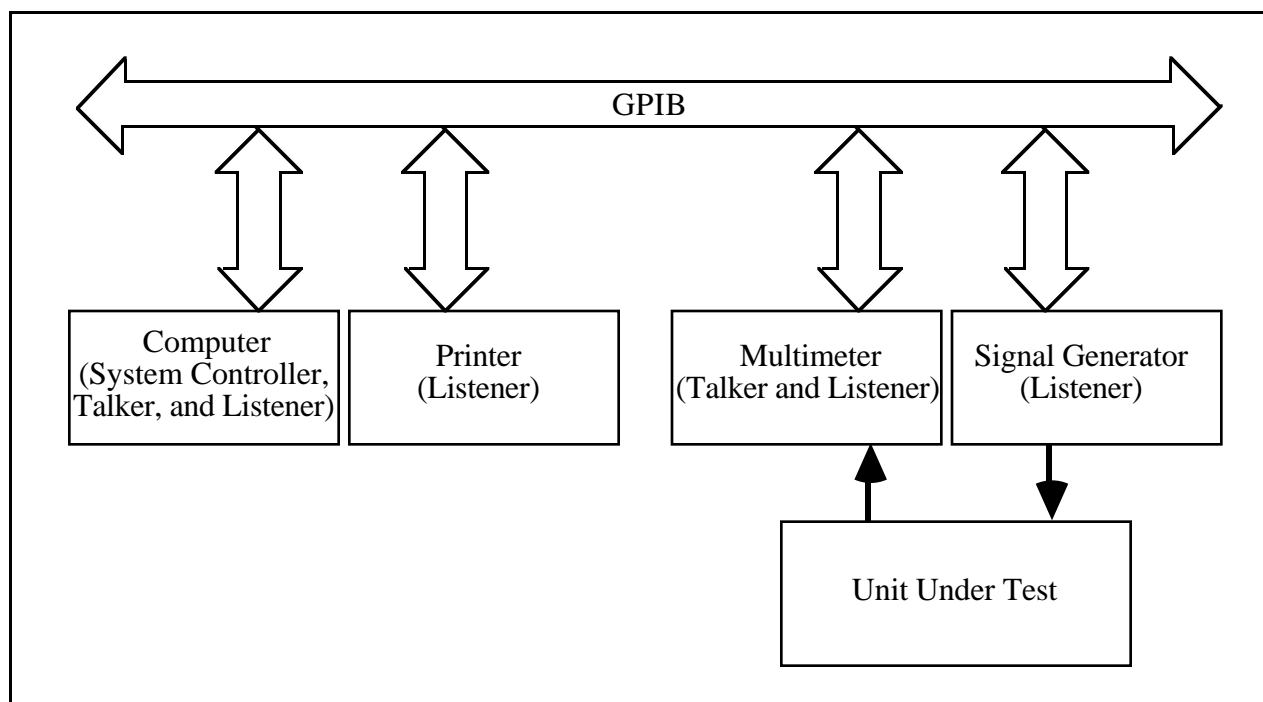 GPIB
Computer
(System Controller,
Talker, and Listener)
Printer
(Listener)
Multimeter
(Talker and Listener)
Signal Generator
(Listener)
Unit Under Test